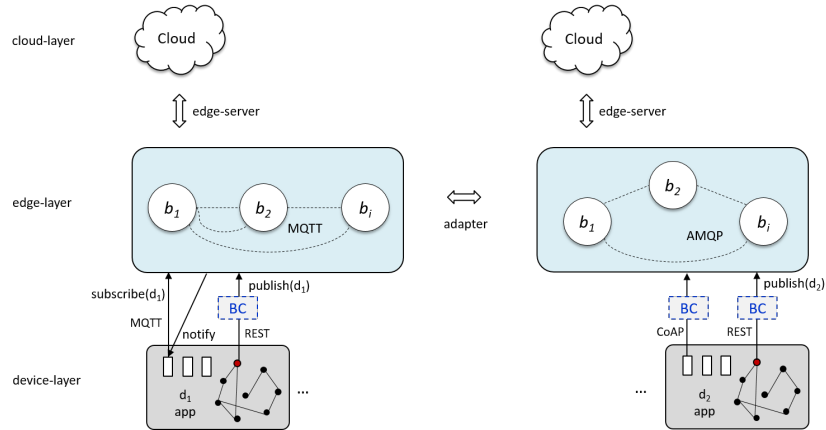 cloud-layer
Cloud
Cloud
edge-server
edge-server
edge-layer
b1
b2
bi
MQTT
adapter
b1
b2
bi
AMQP
subscribe(d1)
MQTT
notify
publish(d1)
BC
REST
publish(d2)
BC
BC
CoAP
REST
device-layer
d1
app
...
...
d2
app